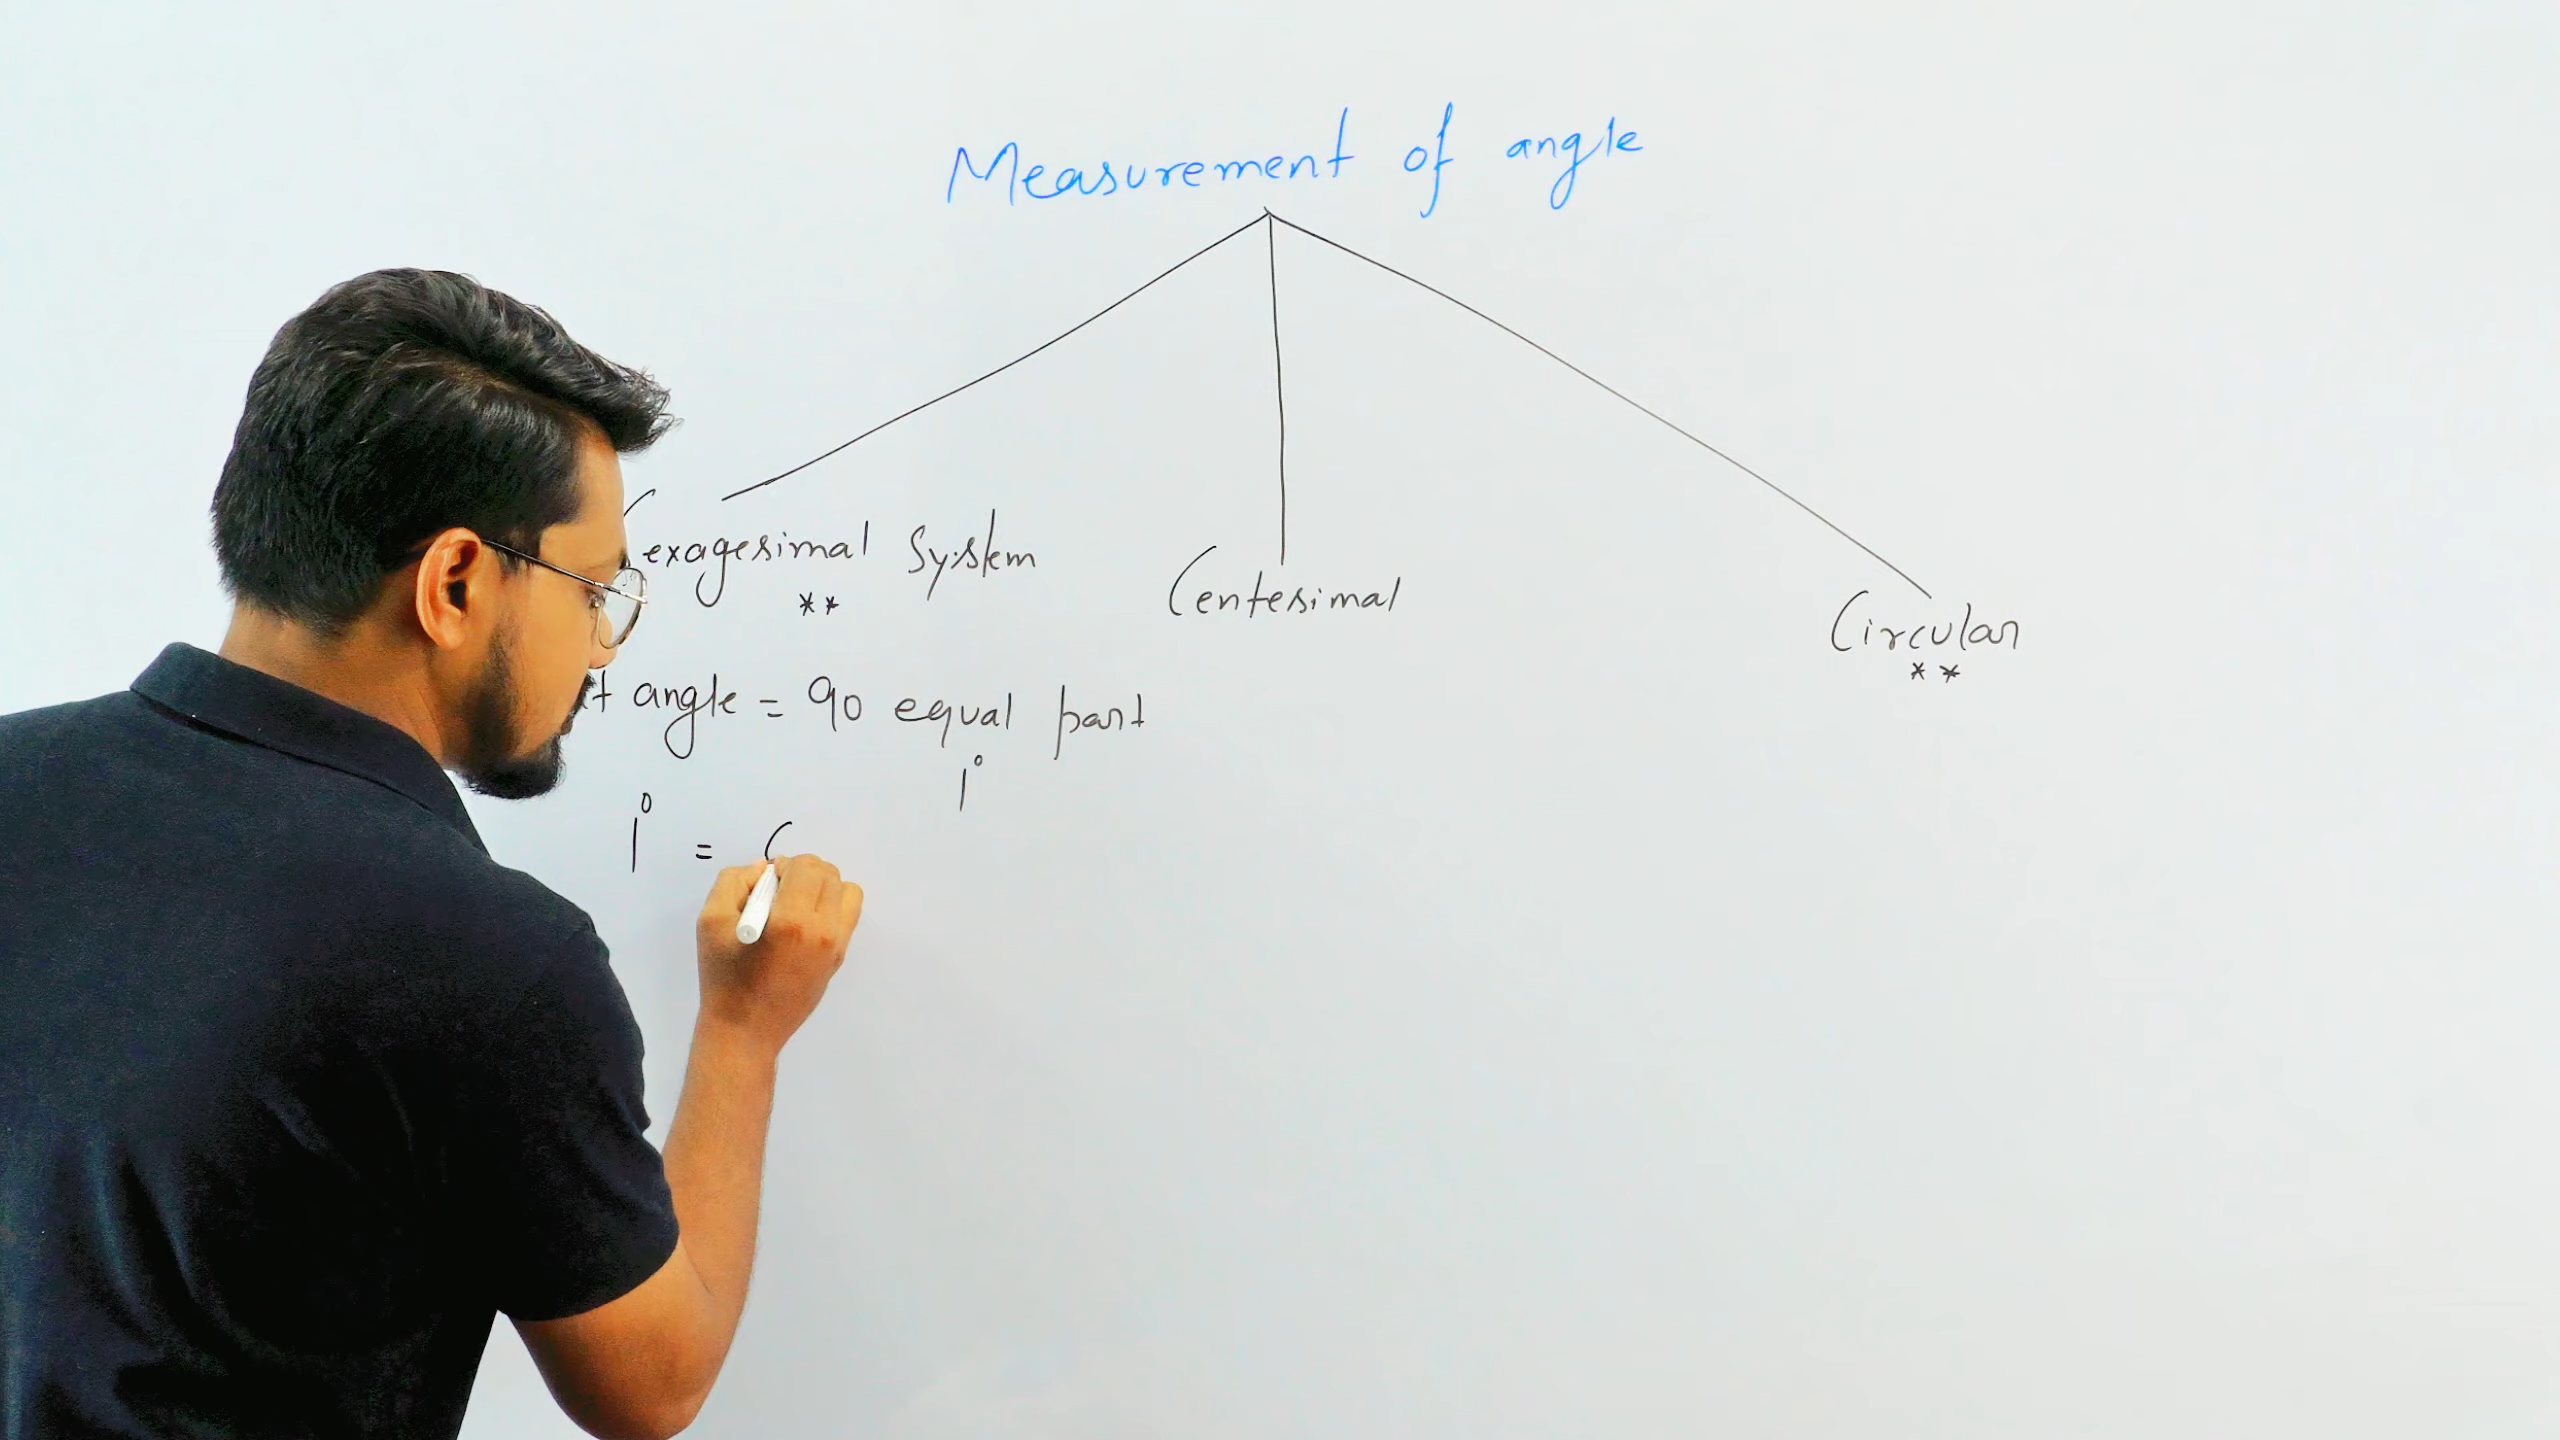 Measurement of angle
exagesimal System
**
Centesimal
Circular
**
angle = 90 equal part
1°
1° =